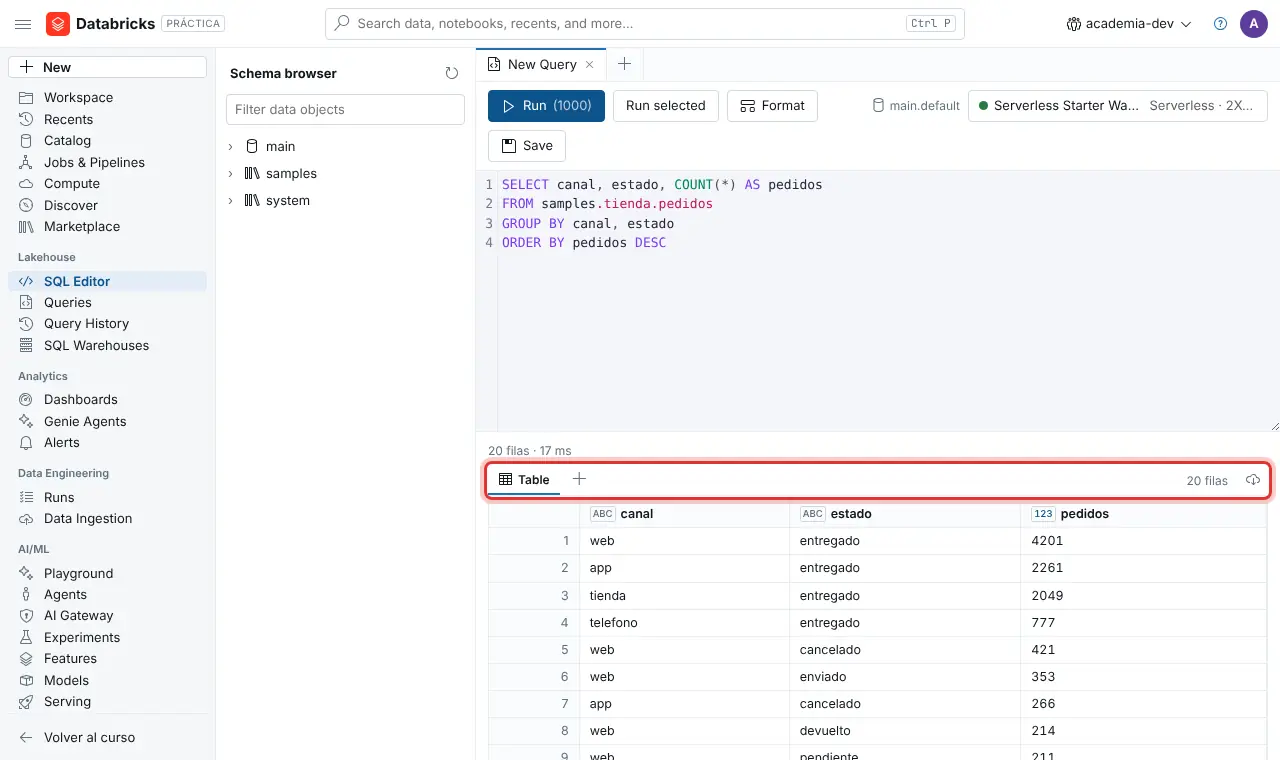 Databricks PRÁCTICA
Search data, notebooks, recents, and more... Ctrl P
academia-dev
A
New
Workspace
Recents
Catalog
Jobs & Pipelines
Compute
Discover
Marketplace
Lakehouse
SQL Editor
Queries
Query History
SQL Warehouses
Analytics
Dashboards
Genie Agents
Alerts
Data Engineering
Runs
Data Ingestion
AI/ML
Playground
Agents
AI Gateway
Experiments
Features
Models
Serving
Volver al curso
Schema browser
Filter data objects
main
samples
system
New Query
Run (1000) Run selected Format main.default Serverless Starter Wa... Serverless · 2X...
Save
1 SELECT canal, estado, COUNT(*) AS pedidos
2 FROM samples.tienda.pedidos
3 GROUP BY canal, estado
4 ORDER BY pedidos DESC
20 filas · 17 ms
Table 20 filas
ABC canal ABC estado 123 pedidos
1 web entregado 4201
2 app entregado 2261
3 tienda entregado 2049
4 telefono entregado 777
5 web cancelado 421
6 web enviado 353
7 app cancelado 266
8 web devuelto 214
9 web pendiente 211